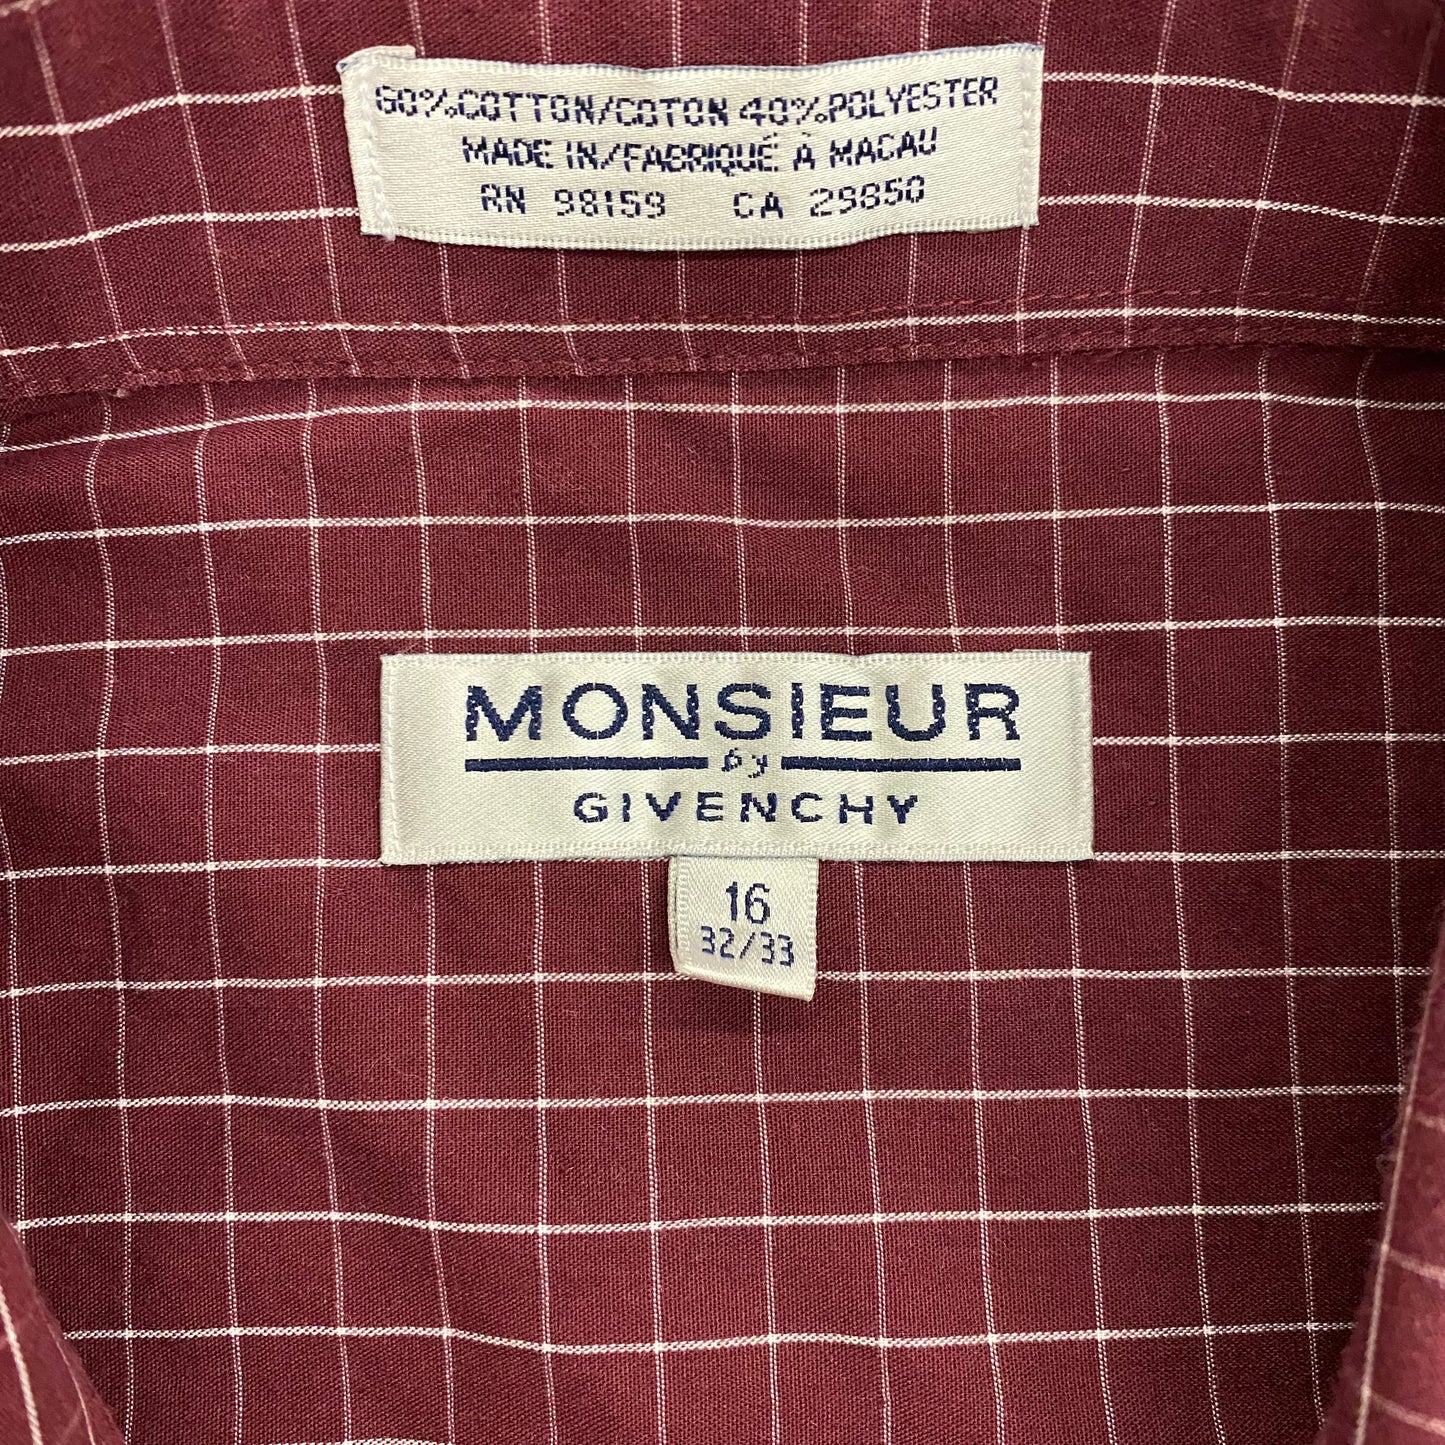 60% COTTON/COTON 40% POLYESTER
MADE IN/FABRIQUÉ À MACAU
RN 98159 CA 29850
MONSIEUR
by
GIVENCHY
16
32/33